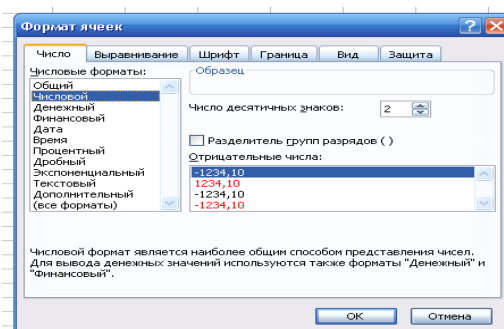 Формат ячеек
Число Выравнивание Шрифт Граница Вид Защита
Числовые форматы:
Образец
Общий
Числовой
Денежный
Финансовый
Дата
Время
Процентный
Дробный
Экспоненциальный
Текстовый
Дополнительный
(все форматы)
Число десятичных знаков: 2
Разделитель групп разрядов ( )
Отрицательные числа:
-1234,10
1234,10
-1234,10
-1234,10
Числовой формат является наиболее общим способом представления чисел.
Для вывода денежных значений используются также форматы "Денежный" и
"Финансовый".
ОК Отмена